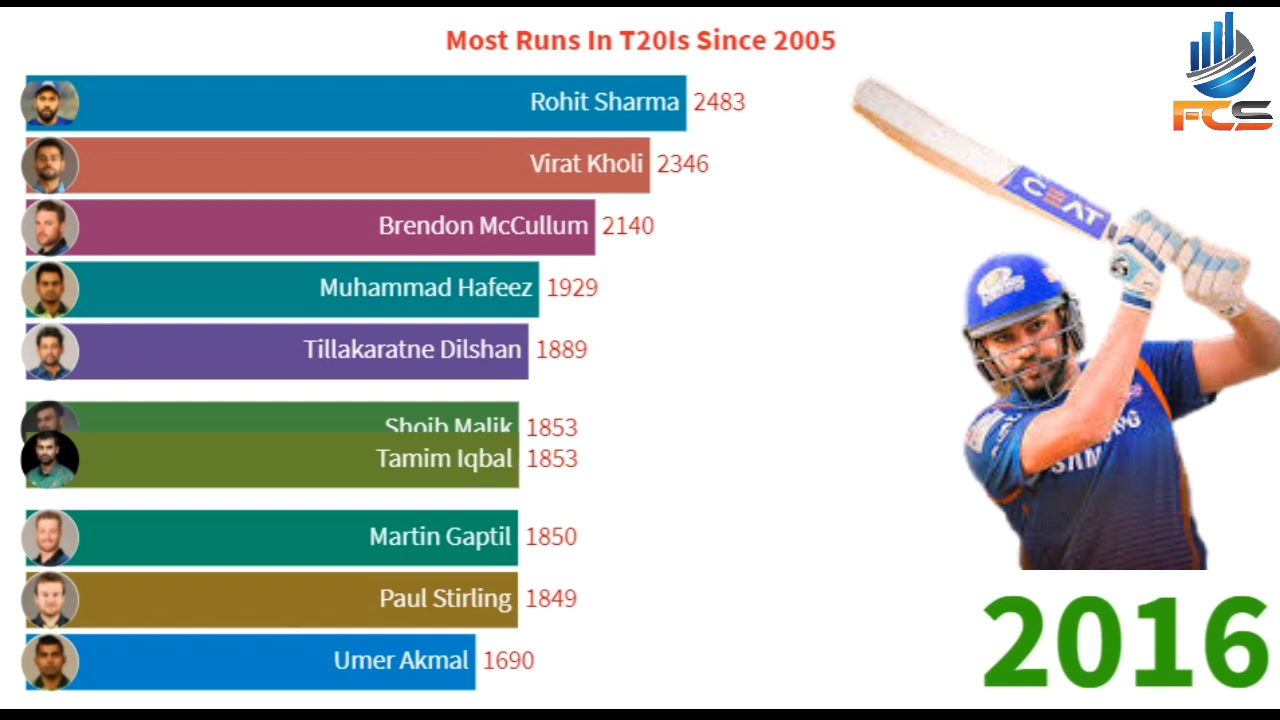 Most Runs In T20Is Since 2005
FCS
Rohit Sharma 2483
Virat Kholi 2346
Brendon McCullum 2140
Muhammad Hafeez 1929
Tillakaratne Dilshan 1889
Shoib Malik 1853
Tamim Iqbal 1853
Martin Gaptil 1850
Paul Stirling 1849
Umer Akmal 1690
CEAT
2016